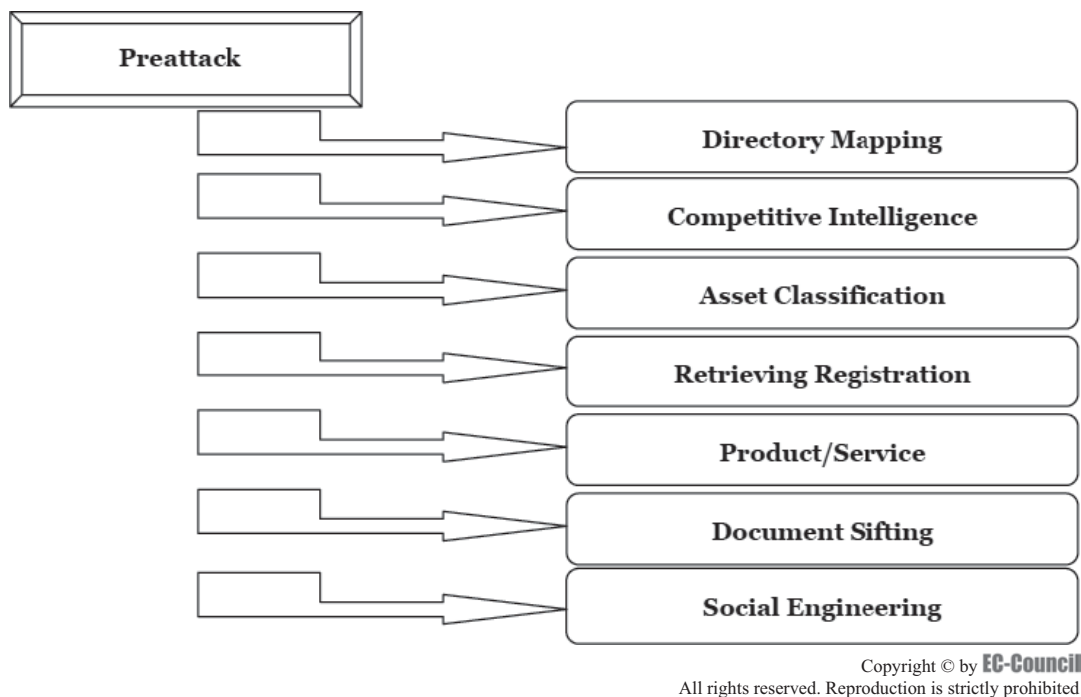 Preattack
Directory Mapping
Competitive Intelligence
Asset Classification
Retrieving Registration
Product/Service
Document Sifting
Social Engineering
Copyright © by EC-Council
All rights reserved. Reproduction is strictly prohibited